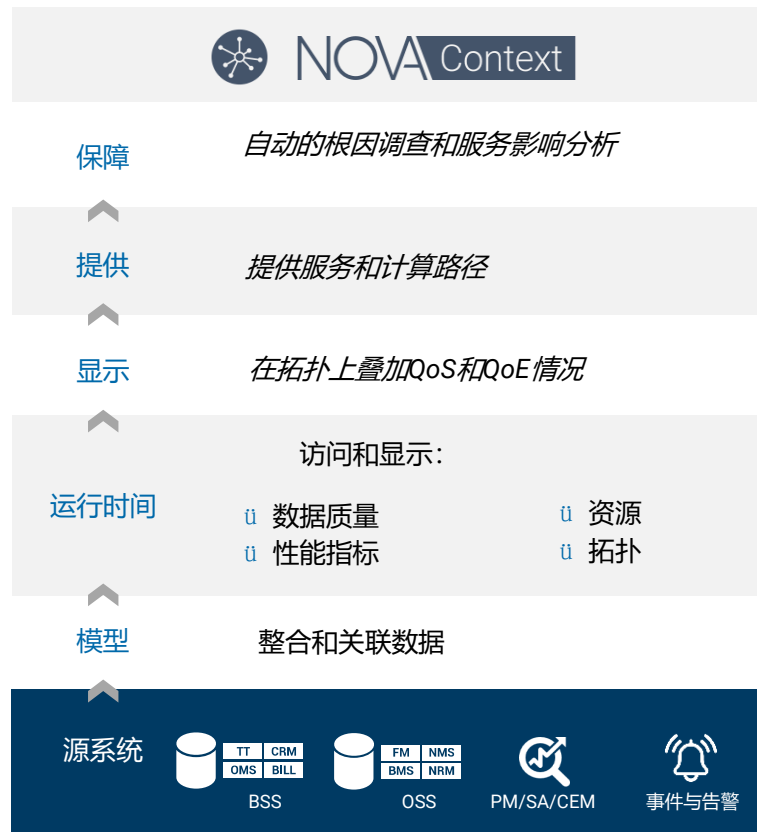 NOVA Context
保障
自动的根因调查和服务影响分析
提供
提供服务和计算路径
显示
在拓扑上叠加QoS和QoE情况
访问和显示：
运行时间
ü 数据质量
ü 资源
ü 性能指标
ü 拓扑
模型
整合和关联数据
源系统
TT CRM
OMS BILL
BSS
FM NMS
BMS NRM
OSS
PM/SA/CEM
事件与告警